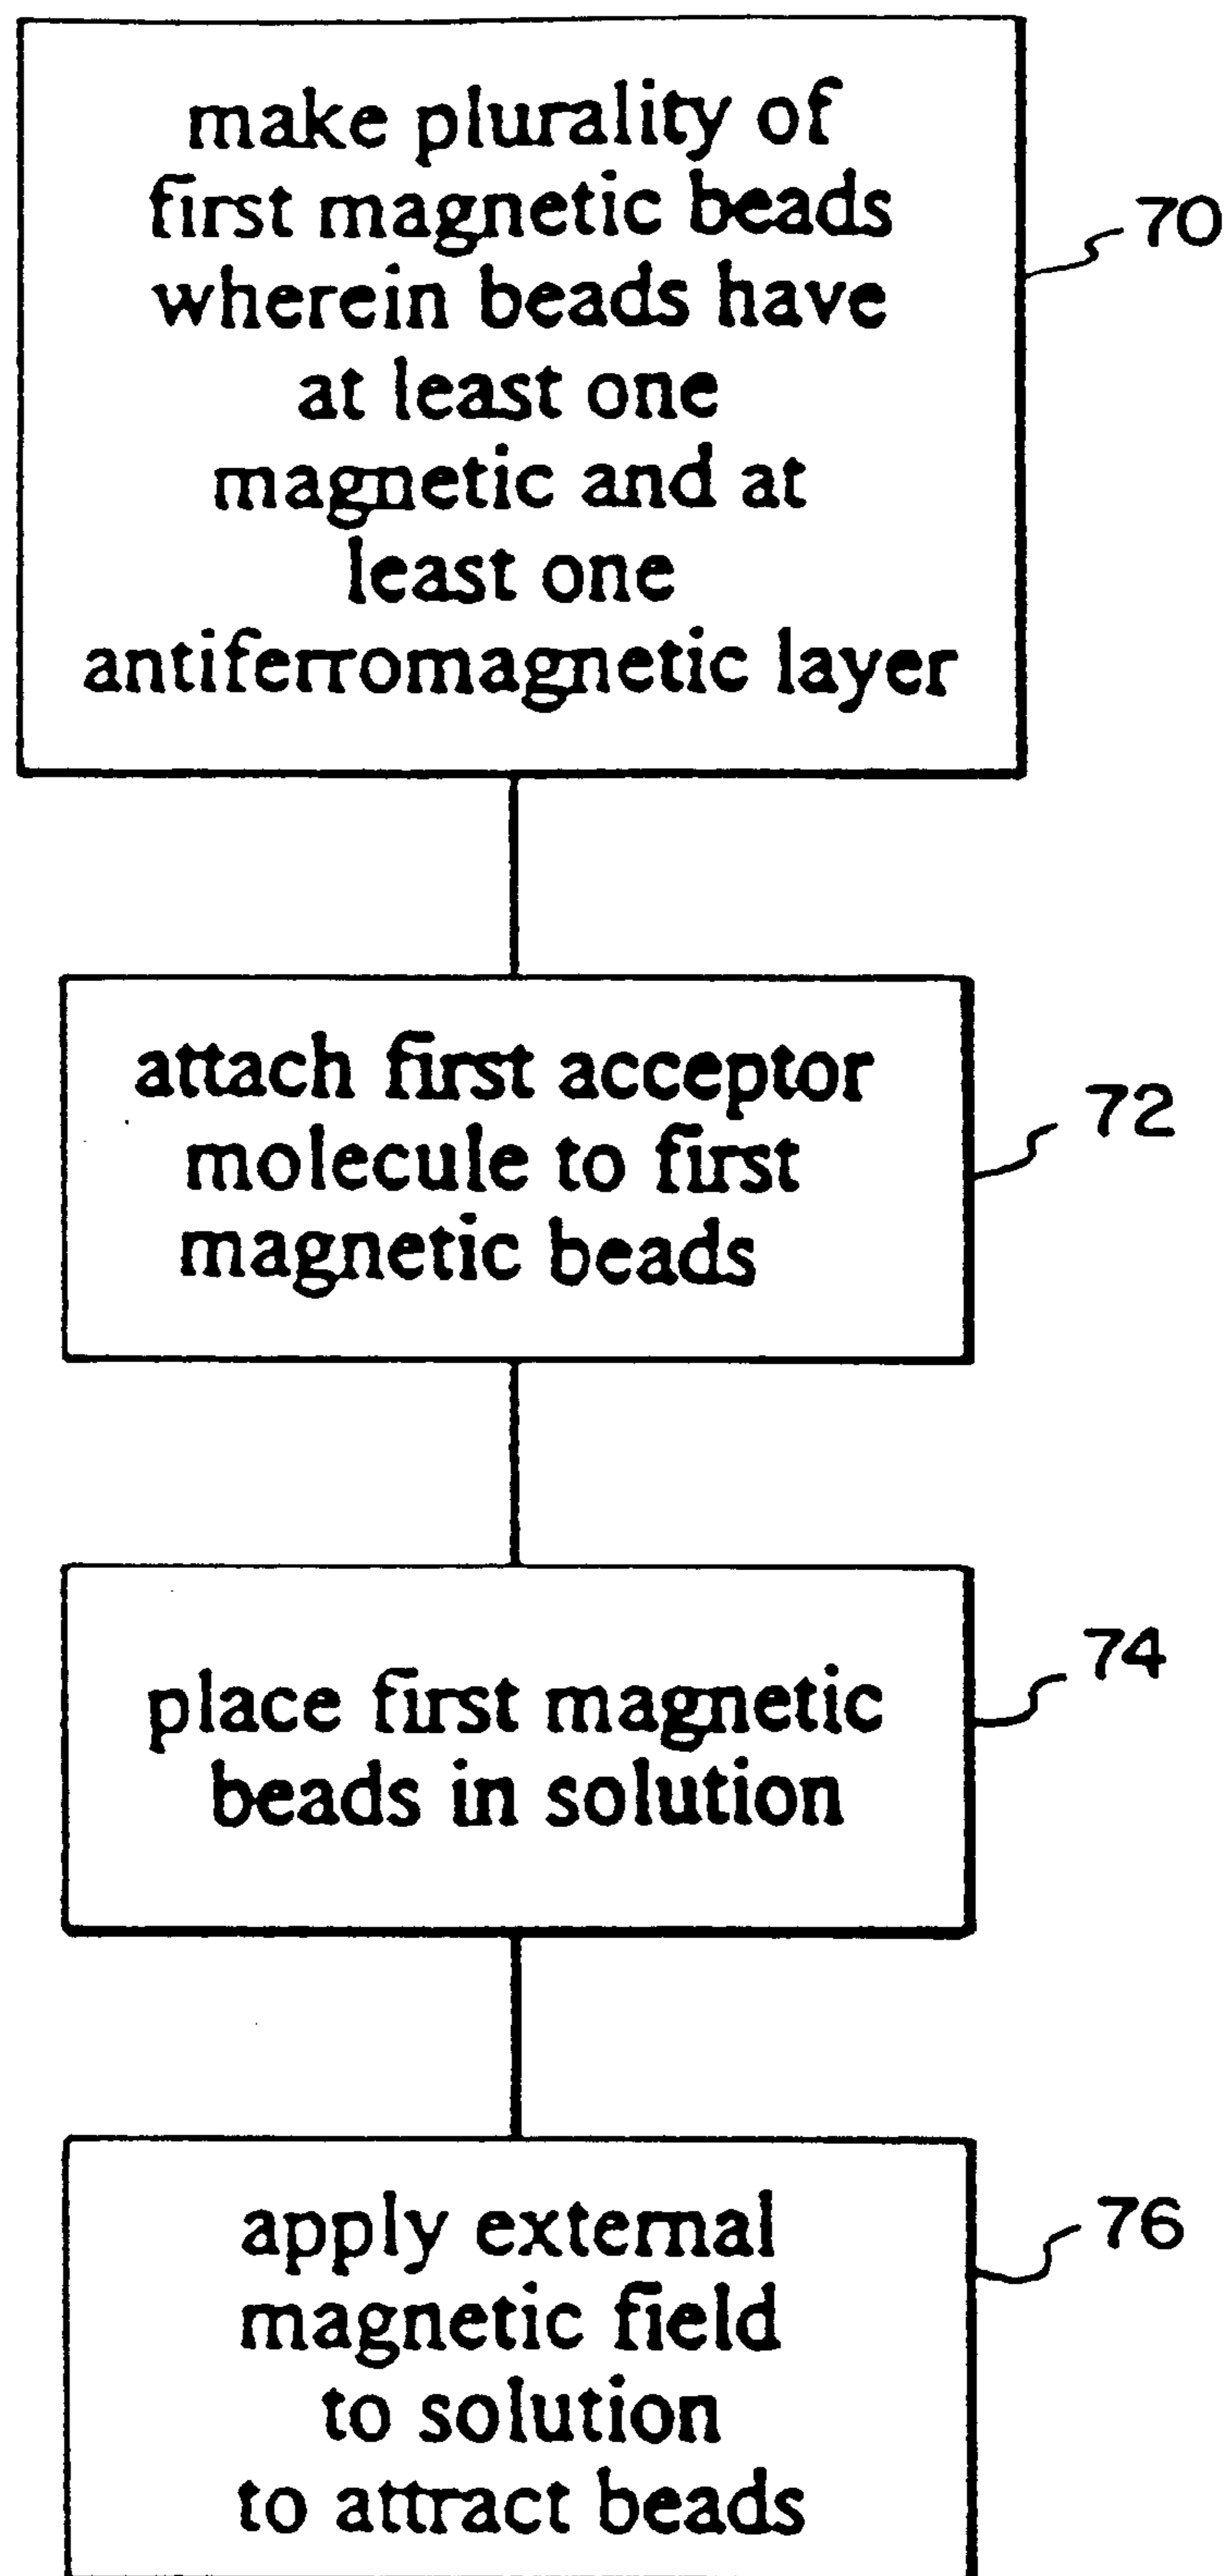 make plurality of
first magnetic beads
wherein beads have
at least one
magnetic and at
least one
antiferromagnetic layer
70
attach first acceptor
molecule to first
magnetic beads
72
place first magnetic
beads in solution
74
apply external
magnetic field
to solution
to attract beads
76